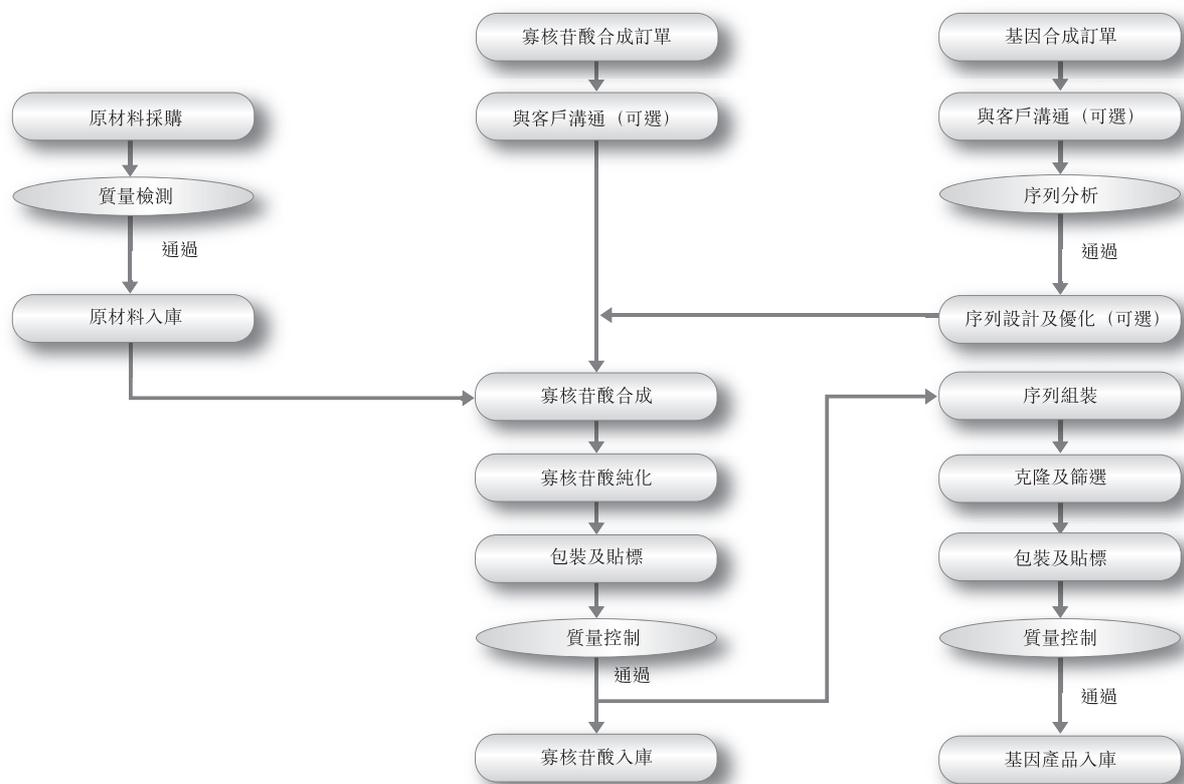 寡核苷酸合成訂單
基因合成訂單
原材料採購
與客戶溝通（可選）
與客戶溝通（可選）
質量檢測
序列分析
通過
通過
原材料入庫
序列設計及優化（可選）
寡核苷酸合成
序列組裝
寡核苷酸純化
克隆及篩選
包裝及貼標
包裝及貼標
質量控制
質量控制
通過
通過
寡核苷酸入庫
基因產品入庫